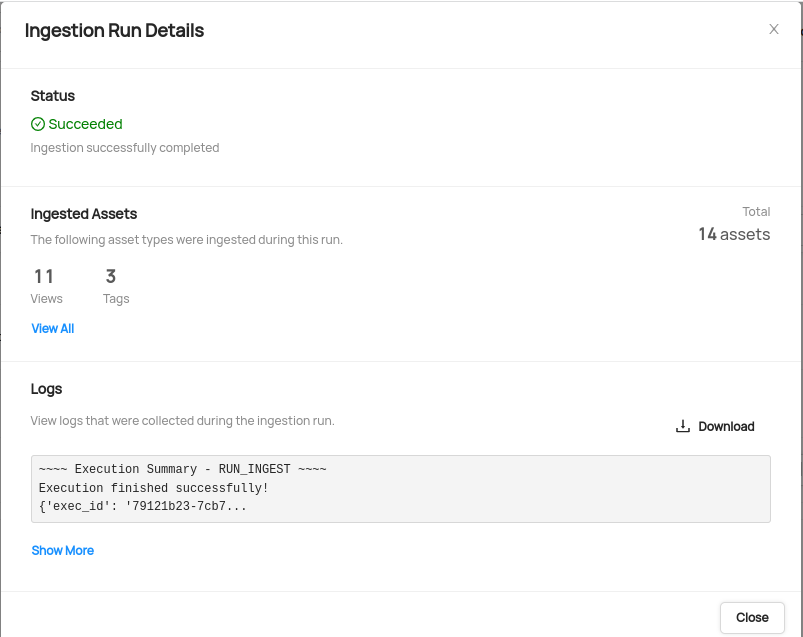 Ingestion Run Details
X
Status
Succeeded
Ingestion successfully completed
Ingested Assets
Total
The following asset types were ingested during this run.
14 assets
11 3
Views Tags
View All
Logs
View logs that were collected during the ingestion run.
Download
~~~~ Execution Summary - RUN_INGEST ~~~~
Execution finished successfully!
{'exec_id': '79121b23-7cb7...
Show More
Close